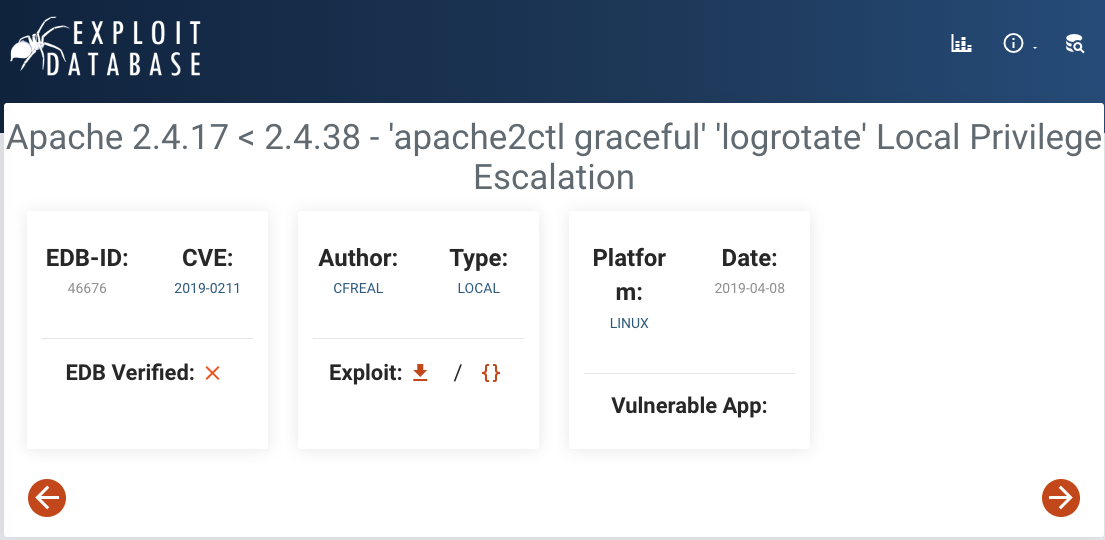 EXPLOIT
DATABASE
Apache 2.4.17 < 2.4.38 - 'apache2ctl graceful' 'logrotate' Local Privilege
Escalation
EDB-ID:
46676
CVE:
2019-0211
EDB Verified:
Author:
CFREAL
Type:
LOCAL
Exploit: / {}
Platfor
m:
LINUX
Date:
2019-04-08
Vulnerable App: